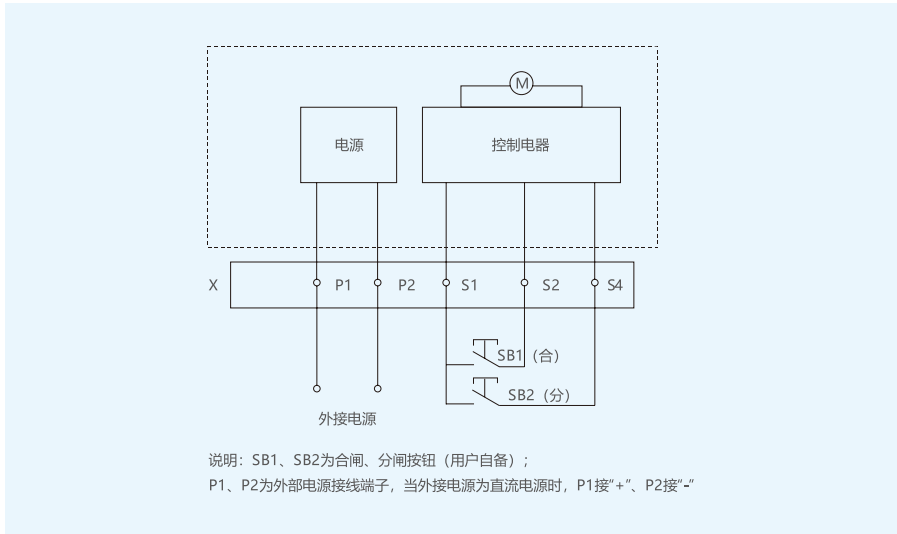 M
电源
控制电器
X
P1
P2
S1
S2
S4
SB1（合）
SB2（分）
外接电源
说明：SB1、SB2为合闸、分闸按钮（用户自备）；
P1、P2为外部电源接线端子，当外接电源为直流电源时，P1接“+”、P2接“-”